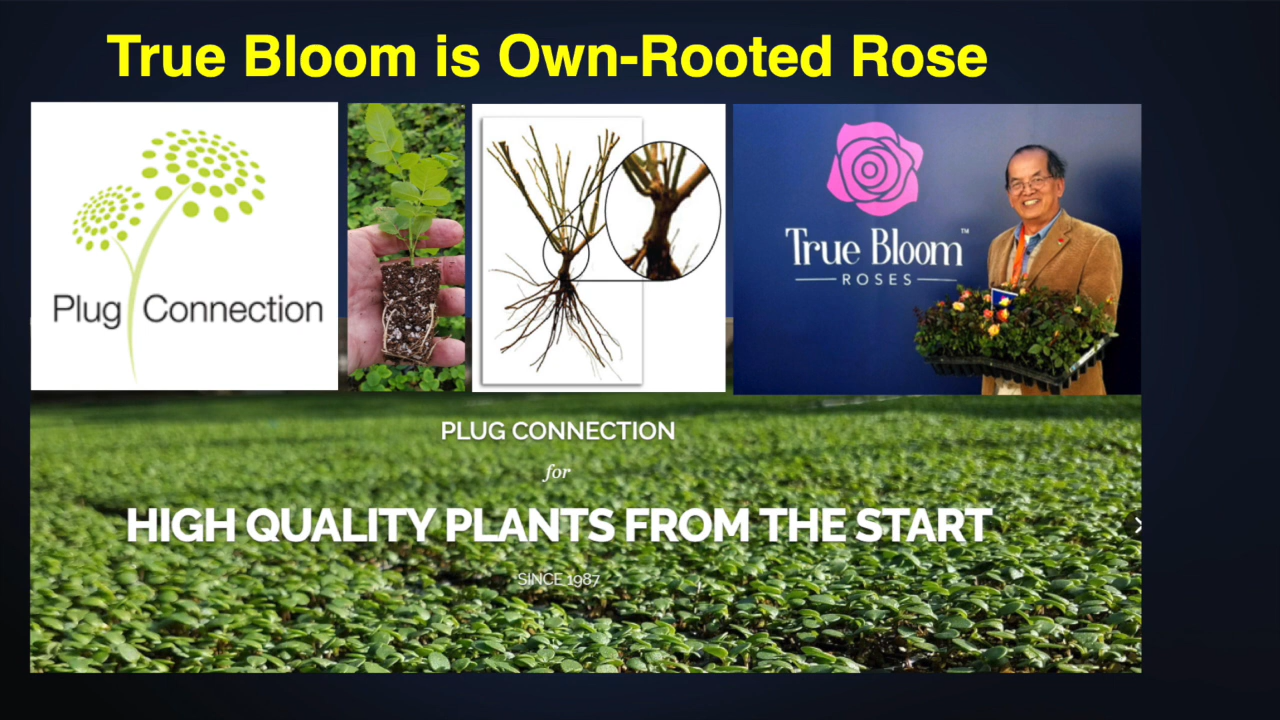 True Bloom is Own-Rooted Rose
Plug Connection
True Bloom™
ROSES
PLUG CONNECTION
for
HIGH QUALITY PLANTS FROM THE START
SINCE 1987